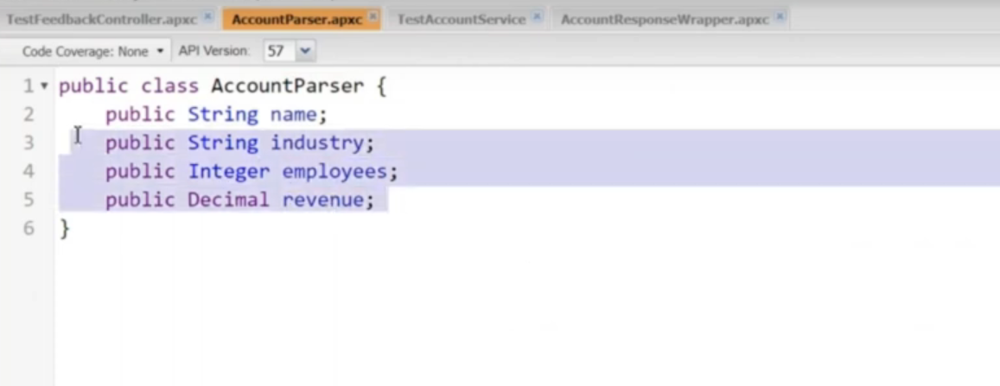 TestFeedbackController.apxc AccountParser.apxc TestAccountService AccountResponseWrapper.apxc
Code Coverage: None API Version: 57
1 public class AccountParser {
2 public String name;
3 public String industry;
4 public Integer employees;
5 public Decimal revenue;
6 }